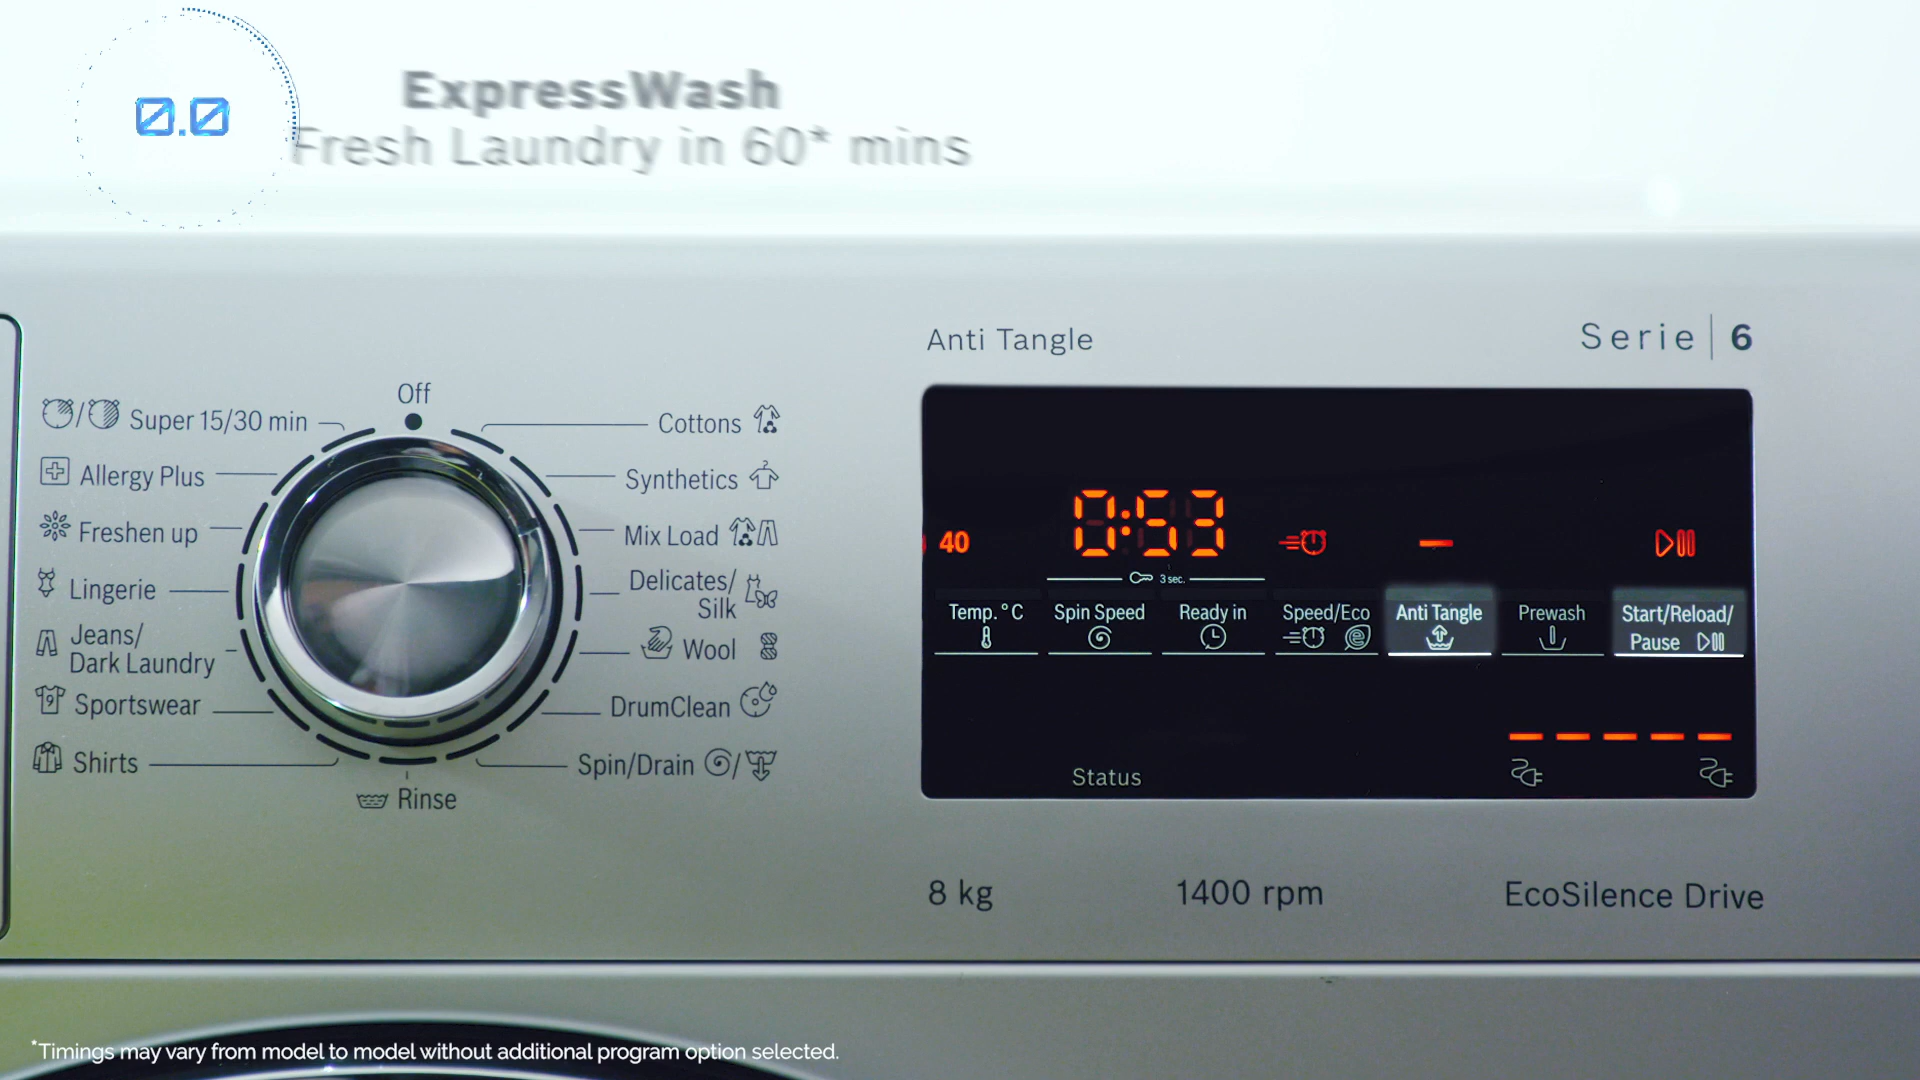 0.0
ExpressWash
Fresh Laundry in 60* mins
Anti Tangle
Serie | 6
Off
Super 15/30 min
Allergy Plus
Freshen up
Lingerie
Jeans/
Dark Laundry
Sportswear
Shirts
Rinse
Cottons
Synthetics
Mix Load
Delicates/
Silk
Wool
DrumClean
Spin/Drain
40
0:53
3 sec.
Temp. °C
Spin Speed
Ready in
Speed/Eco
Anti Tangle
Prewash
Start/Reload/
Pause
Status
8 kg
1400 rpm
EcoSilence Drive
*Timings may vary from model to model without additional program option selected.